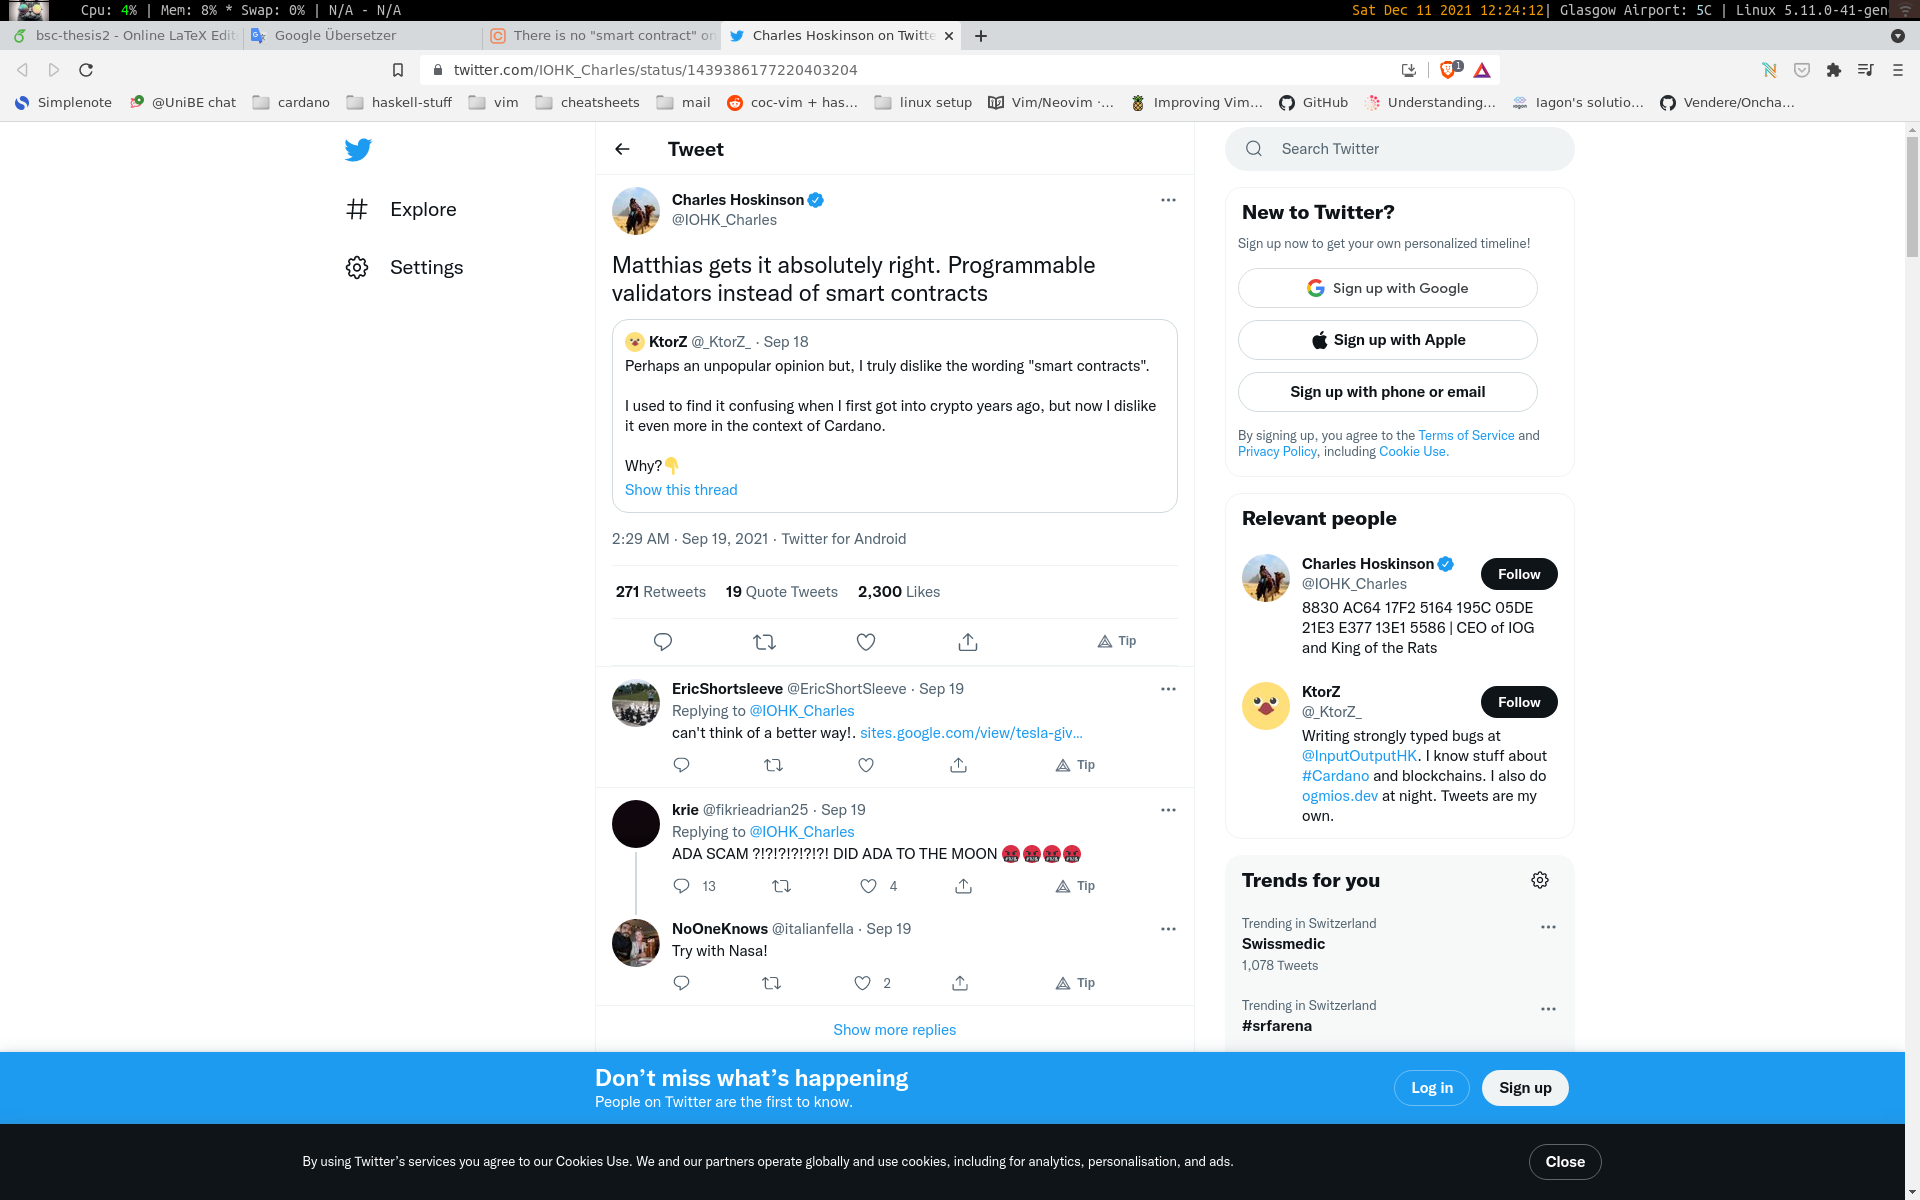 Cpu: 4% | Mem: 8% * Swap: 0% | N/A - N/A
Sat Dec 11 2021 12:24:12| Glasgow Airport: 5C | Linux 5.11.0-41-gen
bsc-thesis2 - Online LaTeX Edit
Google Übersetzer
There is no "smart contract" on
Charles Hoskinson on Twitte
twitter.com/IOHK_Charles/status/1439386177220403204
1
Simplenote
@UniBE chat
cardano
haskell-stuff
vim
cheatsheets
mail
coc-vim + has...
linux setup
Vim/Neovim ·...
Improving Vim...
GitHub
Understanding...
Iagon's solutio...
Vendere/Oncha...
Explore
Settings
Tweet
Charles Hoskinson
@IOHK_Charles
Matthias gets it absolutely right. Programmable
validators instead of smart contracts
KtorZ @_KtorZ_ · Sep 18
Perhaps an unpopular opinion but, I truly dislike the wording "smart contracts".
I used to find it confusing when I first got into crypto years ago, but now I dislike
it even more in the context of Cardano.
Why?👇
Show this thread
2:29 AM · Sep 19, 2021 · Twitter for Android
271 Retweets 19 Quote Tweets 2,300 Likes
Tip
EricShortsleeve @EricShortSleeve · Sep 19
Replying to @IOHK_Charles
can't think of a better way!. sites.google.com/view/tesla-giv...
Tip
krie @fikrieadrian25 · Sep 19
Replying to @IOHK_Charles
ADA SCAM ?!?!?!?!?!?! DID ADA TO THE MOON 🤬🤬🤬🤬
13 4 Tip
NoOneKnows @italianfella · Sep 19
Try with Nasa!
2 Tip
Show more replies
Search Twitter
New to Twitter?
Sign up now to get your own personalized timeline!
Sign up with Google
Sign up with Apple
Sign up with phone or email
By signing up, you agree to the Terms of Service and
Privacy Policy, including Cookie Use.
Relevant people
Charles Hoskinson
@IOHK_Charles
Follow
8830 AC64 17F2 5164 195C 05DE
21E3 E377 13E1 5586 | CEO of IOG
and King of the Rats
KtorZ
@_KtorZ_
Follow
Writing strongly typed bugs at
@InputOutputHK. I know stuff about
#Cardano and blockchains. I also do
ogmios.dev at night. Tweets are my
own.
Trends for you
Trending in Switzerland
Swissmedic
1,078 Tweets
Trending in Switzerland
#srfarena
Don't miss what's happening
People on Twitter are the first to know.
Log in
Sign up
By using Twitter's services you agree to our Cookies Use. We and our partners operate globally and use cookies, including for analytics, personalisation, and ads.
Close